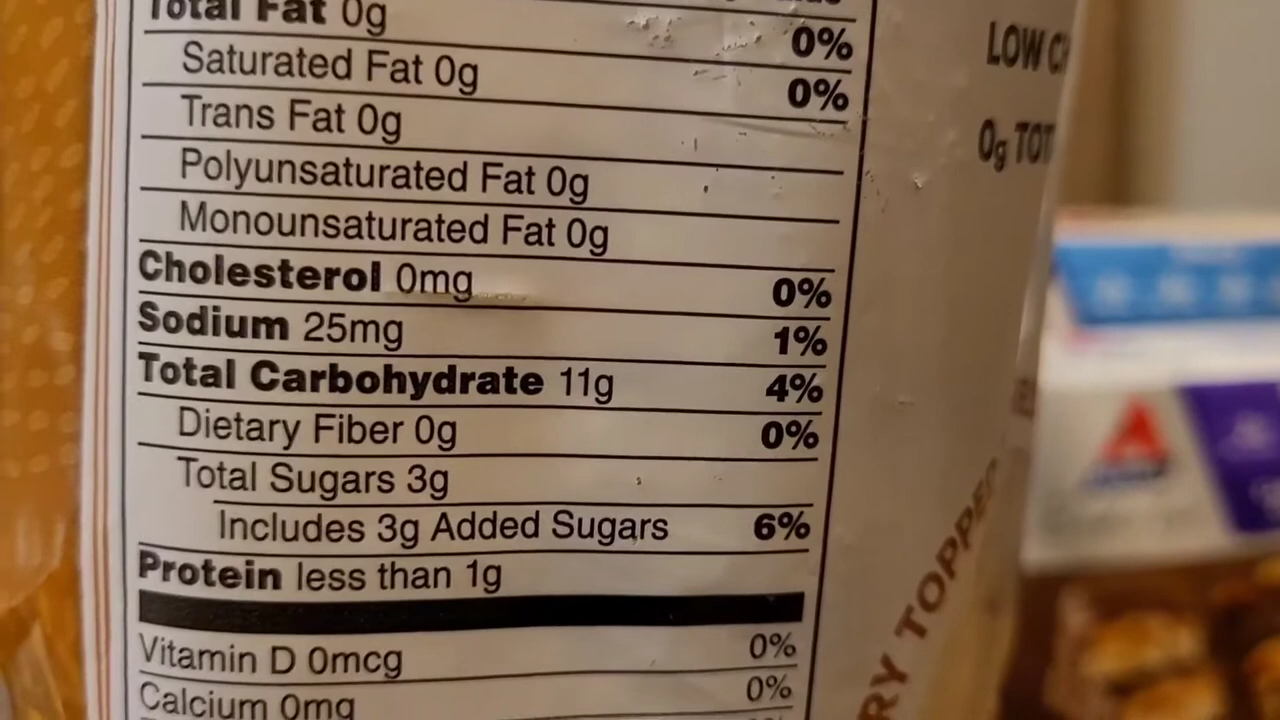 Total Fat 0g 0%
Saturated Fat 0g 0%
Trans Fat 0g
Polyunsaturated Fat 0g
Monounsaturated Fat 0g
Cholesterol 0mg 0%
Sodium 25mg 1%
Total Carbohydrate 11g 4%
Dietary Fiber 0g 0%
Total Sugars 3g
Includes 3g Added Sugars 6%
Protein less than 1g
Vitamin D 0mcg 0%
Calcium 0mg 0%
LOW
0g TOT
RY TOPPED